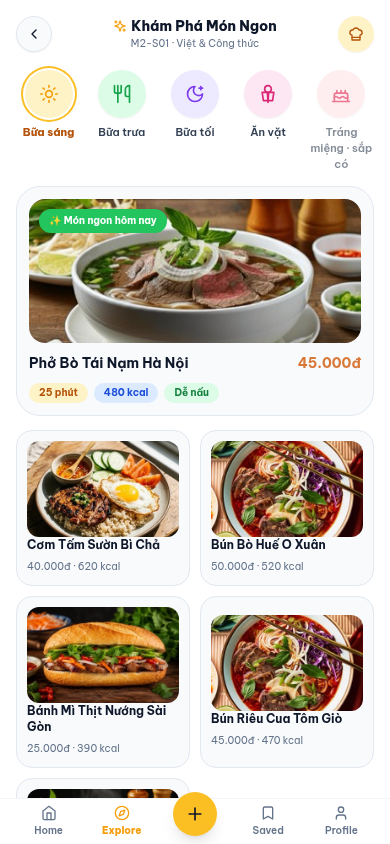 ✨ Khám Phá Món Ngon
M2-S01 · Việt & Công thức
Bữa sáng
Bữa trưa
Bữa tối
Ăn vặt
Tráng
miệng · sắp
có
✨ Món ngon hôm nay
Phở Bò Tái Nạm Hà Nội
45.000đ
25 phút
480 kcal
Dễ nấu
Cơm Tấm Sườn Bì Chả
40.000đ · 620 kcal
Bún Bò Huế O Xuân
50.000đ · 520 kcal
Bánh Mì Thịt Nướng Sài
Gòn
25.000đ · 390 kcal
Bún Riêu Cua Tôm Giò
45.000đ · 470 kcal
Home
Explore
Saved
Profile